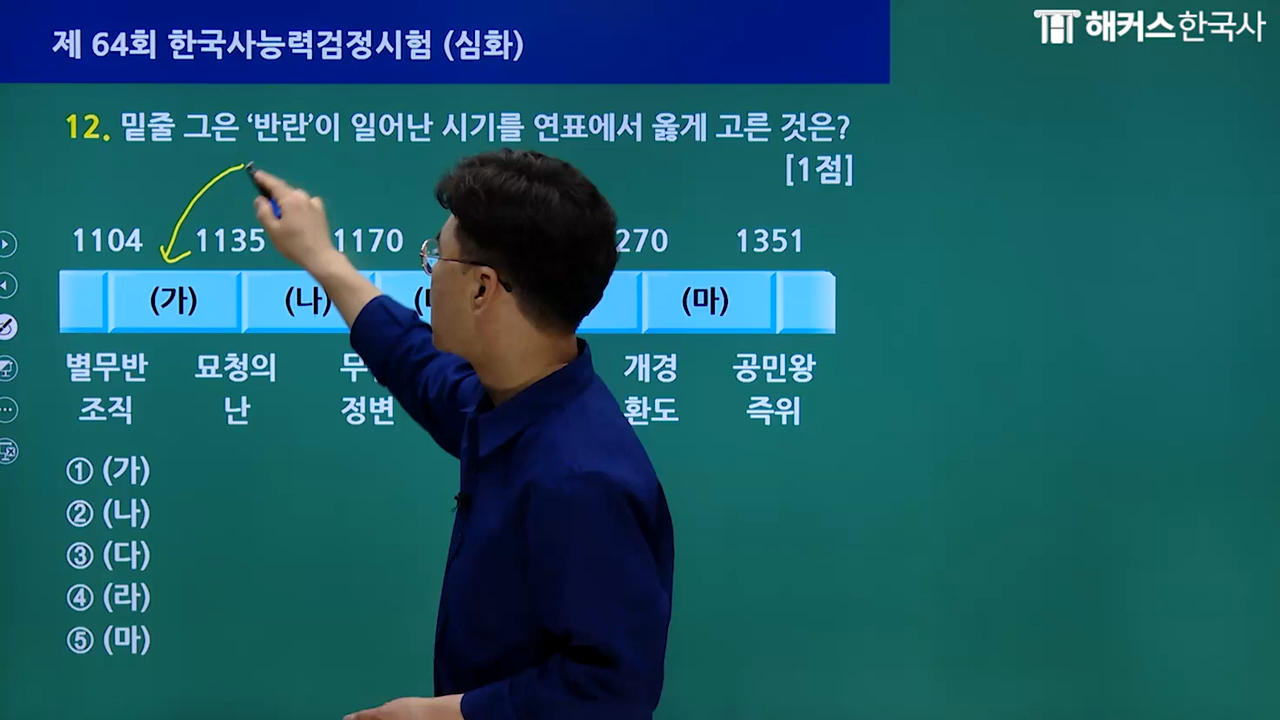 제 64회 한국사능력검정시험 (심화)
해커스한국사
12. 밑줄 그은 ‘반란’이 일어난 시기를 연표에서 옳게 고른 것은?
[1점]
1104 1135 1170 270 1351
(가) (나) (마)
별무반 묘청의 개경 공민왕
조직 난 정변 환도 즉위
① (가)
② (나)
③ (다)
④ (라)
⑤ (마)